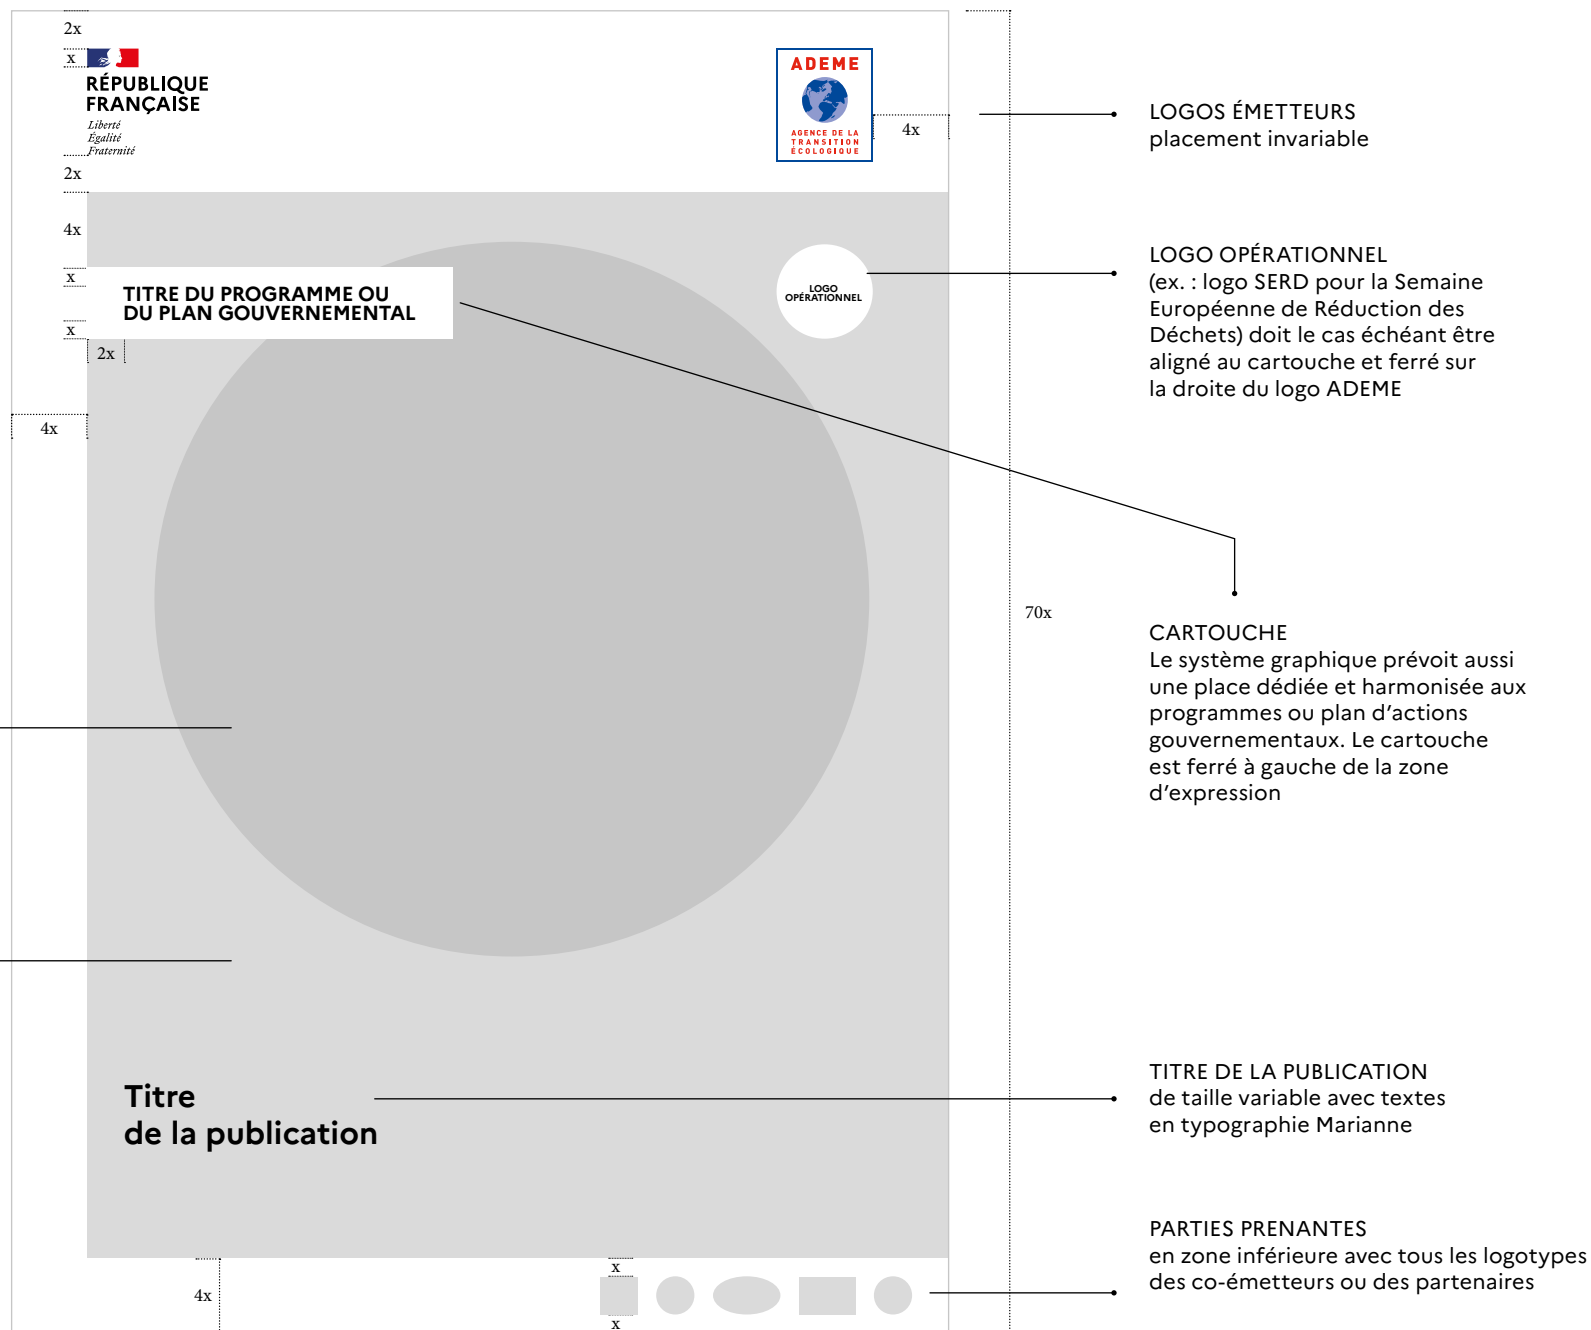 2x
x
RÉPUBLIQUE
FRANÇAISE
Liberté
Égalité
Fraternité
2x
ADEME
AGENCE DE LA
TRANSITION
ÉCOLOGIQUE
4x
LOGOS ÉMETTEURS
placement invariable
4x
x
TITRE DU PROGRAMME OU
DU PLAN GOUVERNEMENTAL
x
2x
4x
LOGO
OPÉRATIONNEL
LOGO OPÉRATIONNEL
(ex. : logo SERD pour la Semaine
Européenne de Réduction des
Déchets) doit le cas échéant être
aligné au cartouche et ferré sur
la droite du logo ADEME
70x
CARTOUCHE
Le système graphique prévoit aussi
une place dédiée et harmonisée aux
programmes ou plan d’actions
gouvernementaux. Le cartouche
est ferré à gauche de la zone
d’expression
Titre
de la publication
TITRE DE LA PUBLICATION
de taille variable avec textes
en typographie Marianne
4x
x
x
PARTIES PRENANTES
en zone inférieure avec tous les logotypes
des co-émetteurs ou des partenaires